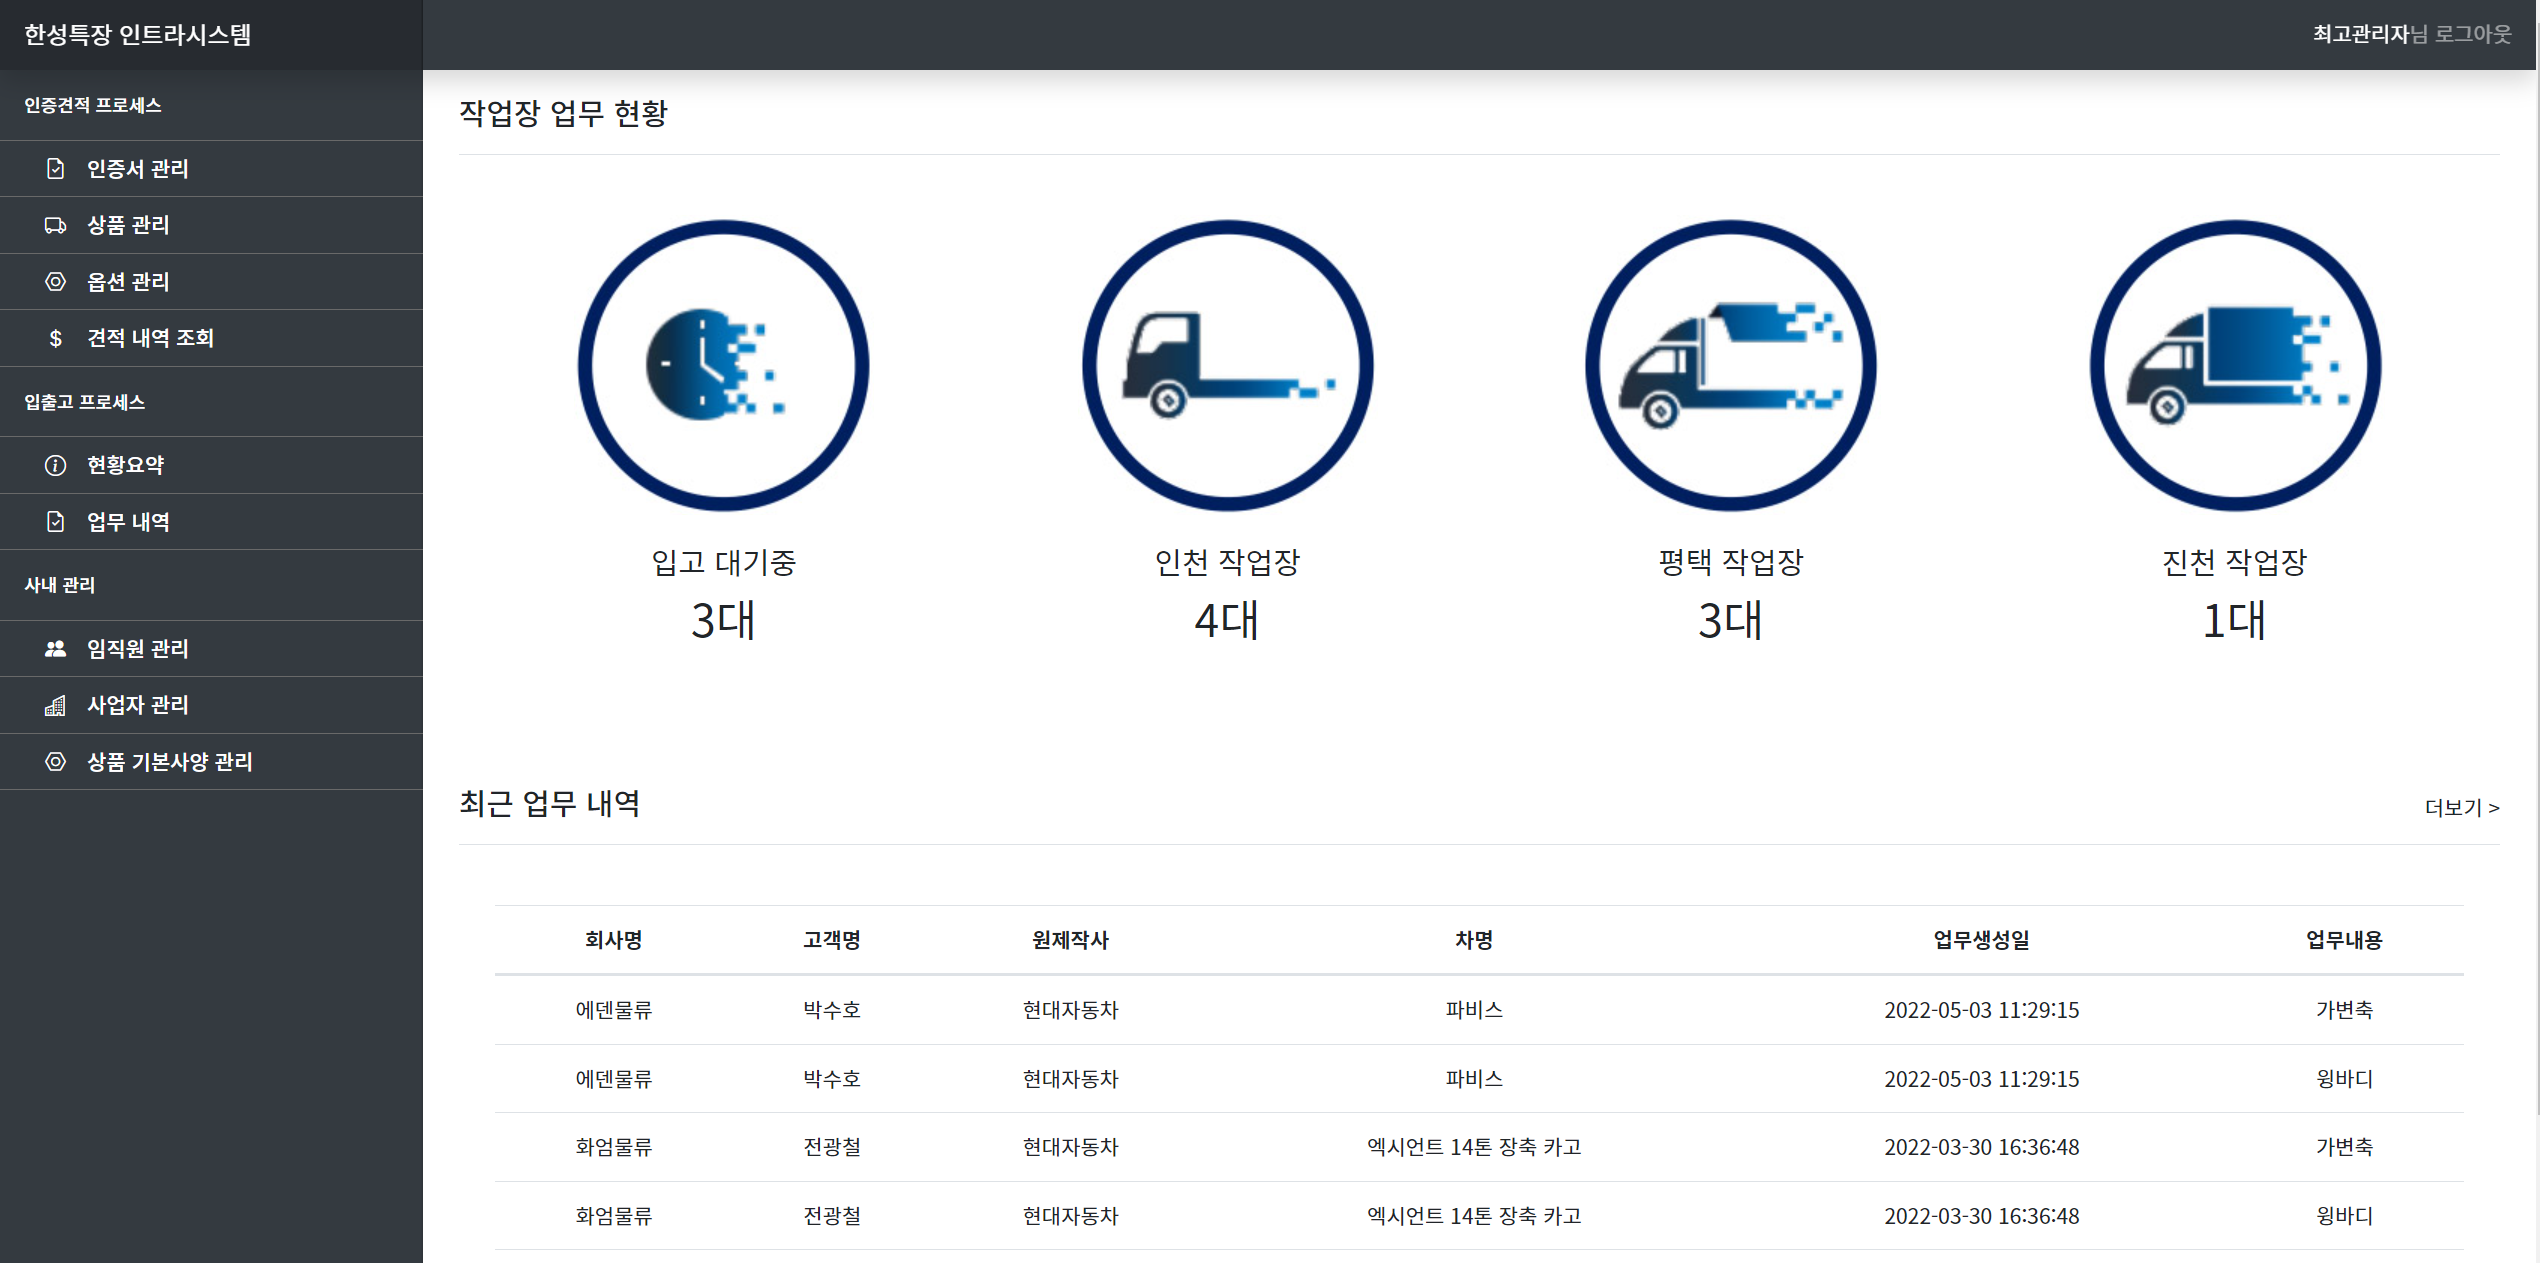 한성특장 인트라시스템
최고관리자님 로그아웃
인증견적 프로세스
인증서 관리
상품 관리
옵션 관리
견적 내역 조회
입출고 프로세스
현황요약
업무 내역
사내 관리
임직원 관리
사업자 관리
상품 기본사양 관리
작업장 업무 현황
입고 대기중
3대
인천 작업장
4대
평택 작업장
3대
진천 작업장
1대
최근 업무 내역
더보기 >
회사명 고객명 원제작사 차명 업무생성일 업무내용
에덴물류 박수호 현대자동차 파비스 2022-05-03 11:29:15 가변축
에덴물류 박수호 현대자동차 파비스 2022-05-03 11:29:15 윙바디
화엄물류 전광철 현대자동차 엑시언트 14톤 장축 카고 2022-03-30 16:36:48 가변축
화엄물류 전광철 현대자동차 엑시언트 14톤 장축 카고 2022-03-30 16:36:48 윙바디